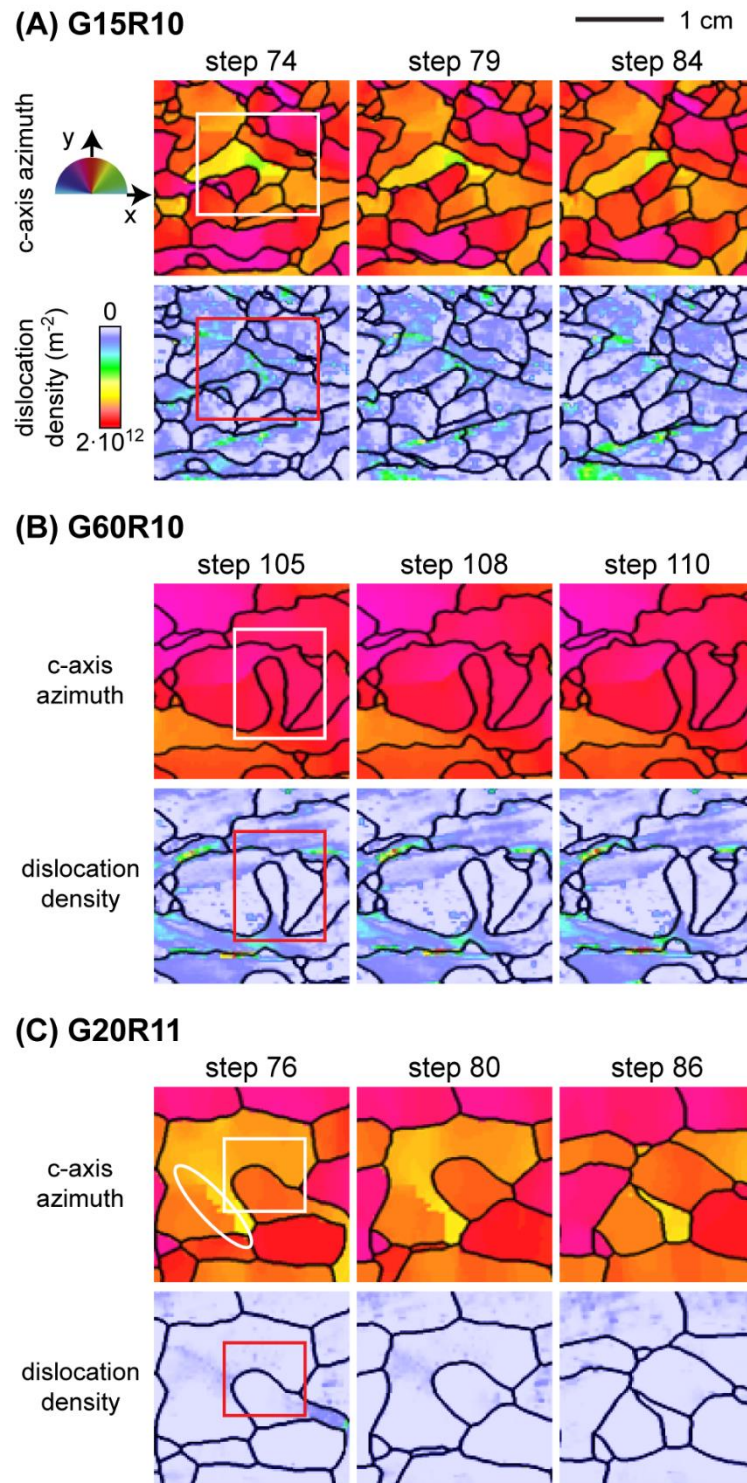 (A) G15R10
1 cm
step 74 step 79 step 84
c-axis azimuth
y
x
dislocation
density (m⁻²)
0
2·10¹²
(B) G60R10
step 105 step 108 step 110
c-axis
azimuth
dislocation
density
(C) G20R11
step 76 step 80 step 86
c-axis
azimuth
dislocation
density